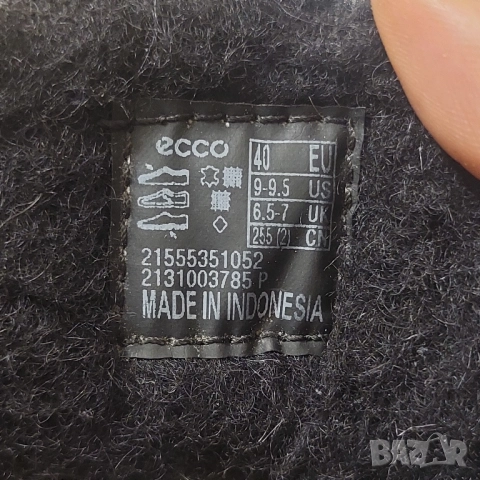 ecco
40 EU
9-9.5 US
6.5-7 UK
255 (2) CN
21555351052
2131003785 P
MADE IN INDONESIA
BAZAR